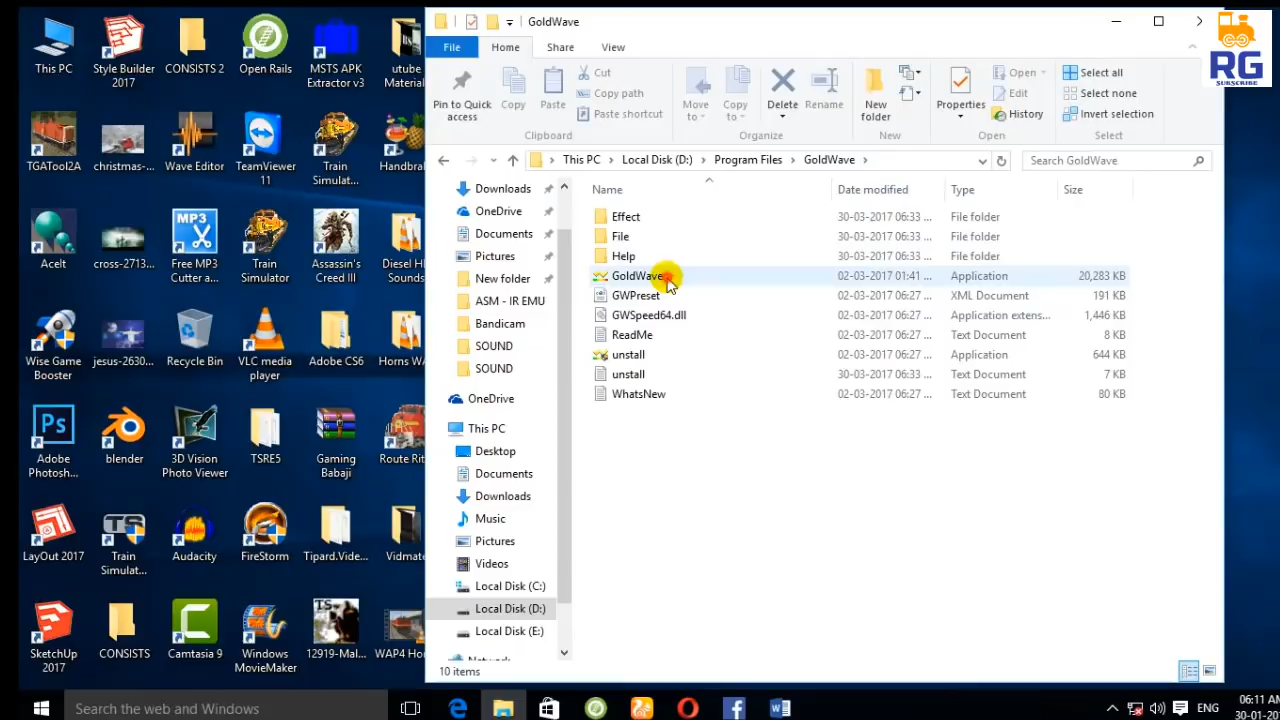 This PC
Style Builder
2017
CONSISTS 2
Open Rails
MSTS APK
Extractor v3
utube
Material
TGATool2A
christmas-...
Wave Editor
TeamViewer
11
Train
Simulat...
Handbral
Acelt
cross-2713...
Free MP3
Cutter a...
Train
Simulator
Assassin's
Creed III
Diesel Hl
Sounds
Wise Game
Booster
jesus-2630...
Recycle Bin
VLC media
player
Adobe CS6
Horns WA
Adobe
Photosh...
blender
3D Vision
Photo Viewer
TSRE5
Gaming
Babaji
Route Rit
LayOut 2017
Train
Simulat...
Audacity
FireStorm
Tipard.Vide...
Vidmate
SketchUp
2017
CONSISTS
Camtasia 9
Windows
MovieMaker
12919-Mal...
WAP4 Ho
GoldWave
File
Home
Share
View
Pin to Quick
access
Copy
Paste
Cut
Copy path
Paste shortcut
Clipboard
Move
to
Copy
to
Delete
Rename
Organize
New
folder
New
Properties
Open
Edit
History
Open
Select all
Select none
Invert selection
Select
This PC
Local Disk (D:)
Program Files
GoldWave
Search GoldWave
Downloads
OneDrive
Documents
Pictures
New folder
ASM - IR EMU
Bandicam
SOUND
SOUND
OneDrive
This PC
Desktop
Documents
Downloads
Music
Pictures
Videos
Local Disk (C:)
Local Disk (D:)
Local Disk (E:)
Network
Name Date modified Type Size
Effect 30-03-2017 06:33 ... File folder
File 30-03-2017 06:33 ... File folder
Help 30-03-2017 06:33 ... File folder
GoldWave 02-03-2017 01:41 ... Application 20,283 KB
GWPreset 02-03-2017 06:27 ... XML Document 191 KB
GWSpeed64.dll 02-03-2017 06:27 ... Application extens... 1,446 KB
ReadMe 02-03-2017 06:27 ... Text Document 8 KB
unstall 02-03-2017 06:27 ... Application 644 KB
unstall 30-03-2017 06:33 ... Text Document 7 KB
WhatsNew 02-03-2017 06:27 ... Text Document 80 KB
10 items
RG
SUBSCRIBE
Search the web and Windows
ENG
06:11 AM
30-01-20